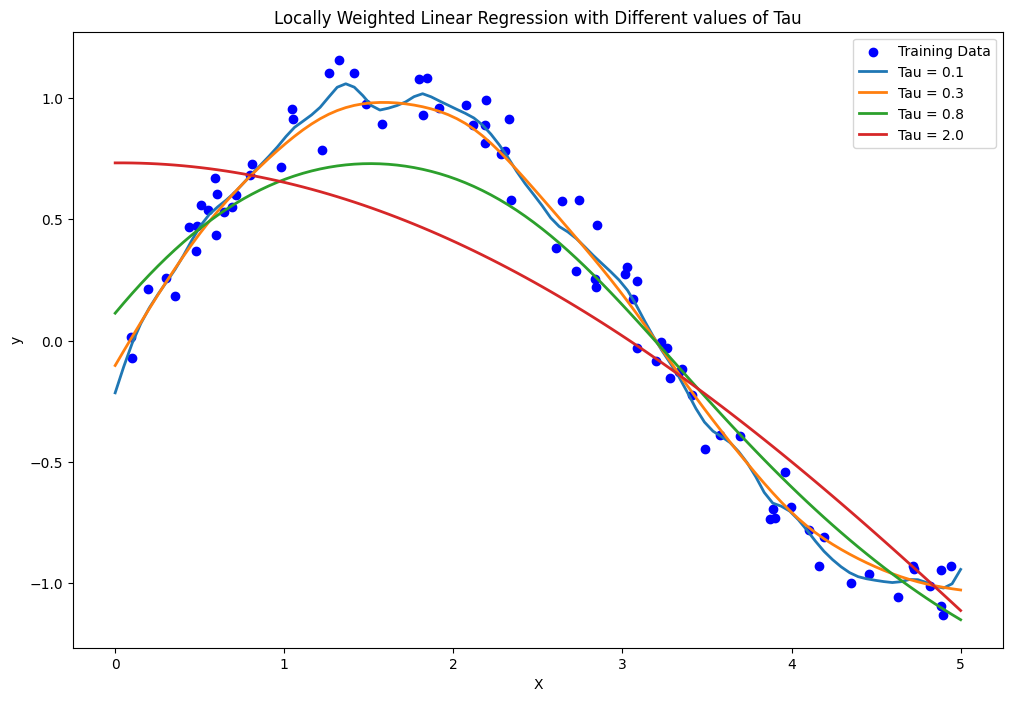 Locally Weighted Linear Regression with Different values of Tau
Training Data
Tau = 0.1
Tau = 0.3
Tau = 0.8
Tau = 2.0
1.0
0.5
0.0
−0.5
−1.0
y
0 1 2 3 4 5
X